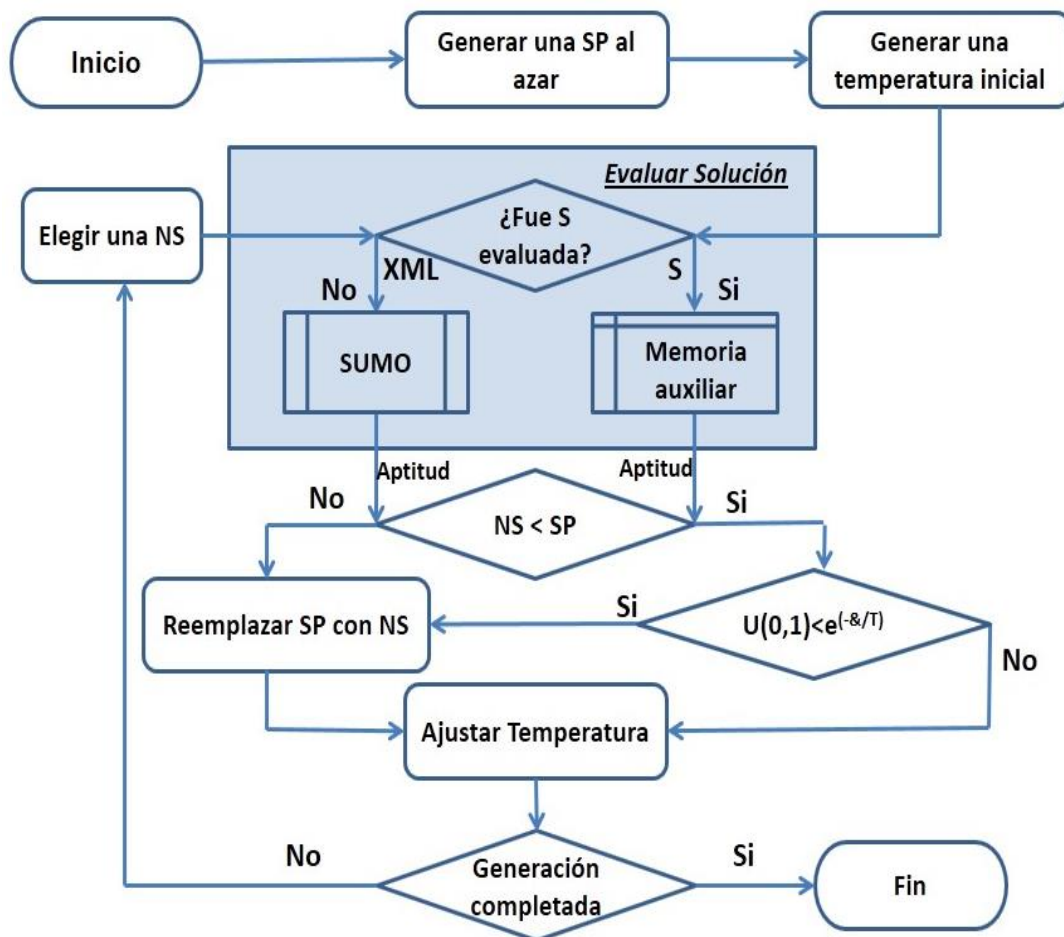 Inicio
Generar una SP al
azar
Generar una
temperatura inicial
Evaluar Solución
Elegir una NS
¿Fue S
evaluada?
XML
S
No
Si
SUMO
Memoria
auxiliar
Aptitud
Aptitud
No
NS < SP
Si
Reemplazar SP con NS
Si
U(0,1)<e(-&/T)
No
Ajustar Temperatura
No
Generación
completada
Si
Fin